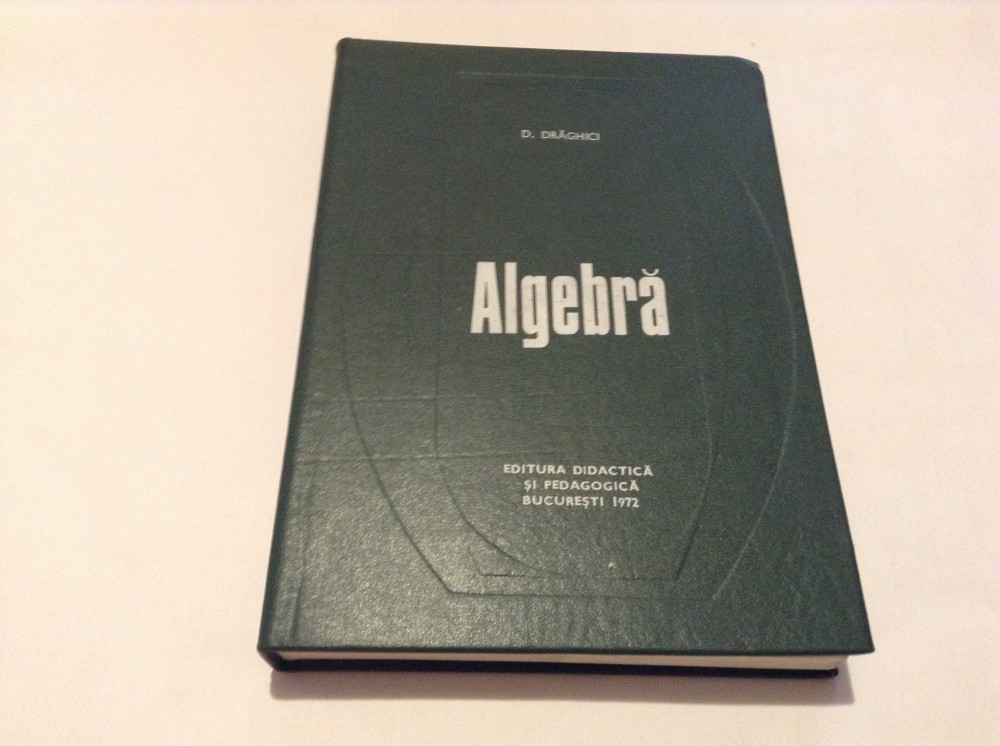 D. DRĂGHICI
Algebră
EDITURA DIDACTICĂ
ŞI PEDAGOGICĂ
BUCUREŞTI 1972